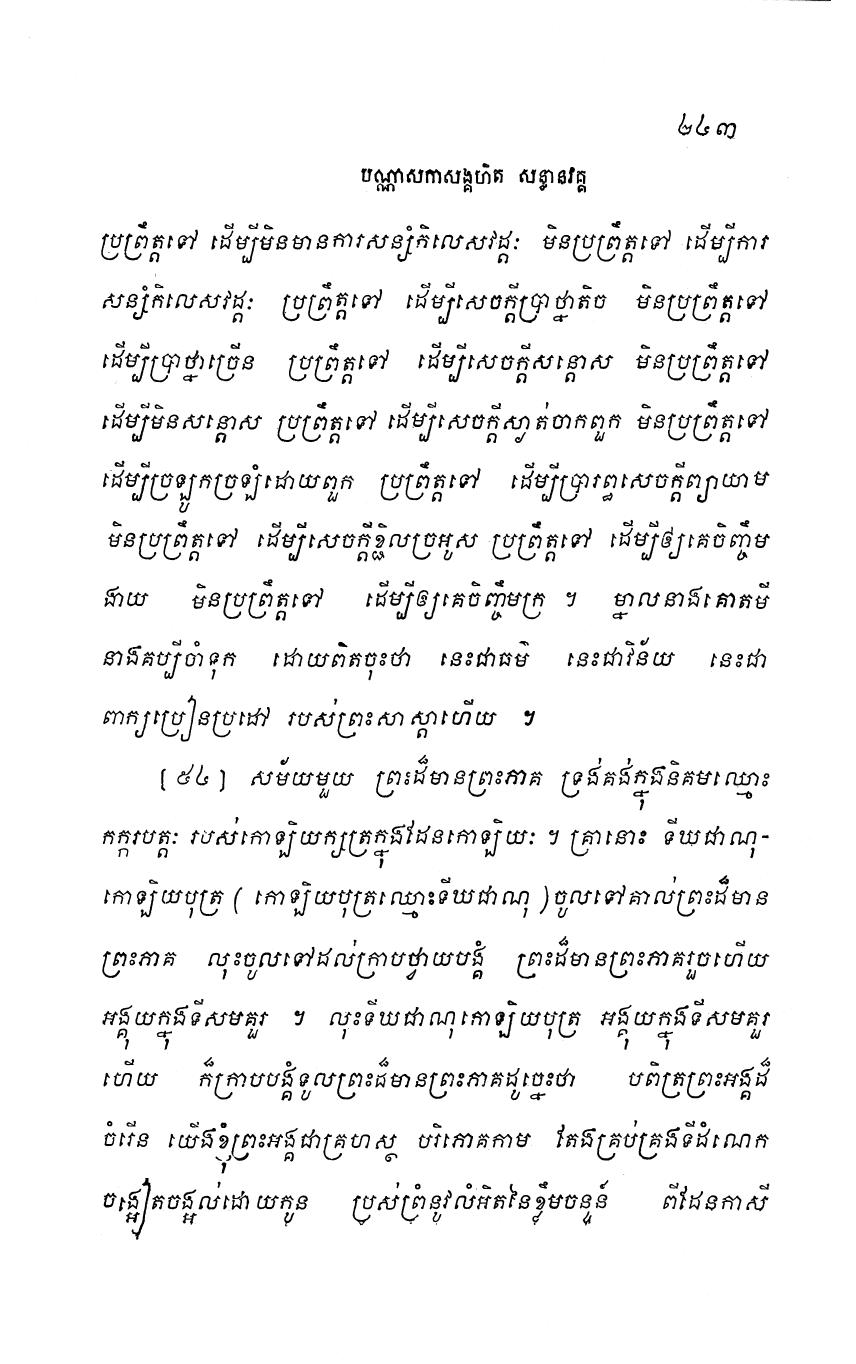 ២៤៣
បណ្ណាសកាសង្គហិត សន្ធានវគ្គ
ប្រព្រឹត្តទៅ ដើម្បីមិនមានការសន្សំកិលេសវដ្តៈ មិនប្រព្រឹត្តទៅ ដើម្បីការ
សន្សំកិលេសវដ្តៈ ប្រព្រឹត្តទៅ ដើម្បីសេចក្តីប្រាថ្នាតិច មិនប្រព្រឹត្តទៅ
ដើម្បីប្រាថ្នាច្រើន ប្រព្រឹត្តទៅ ដើម្បីសេចក្តីសន្តោស មិនប្រព្រឹត្តទៅ
ដើម្បីមិនសន្តោស ប្រព្រឹត្តទៅ ដើម្បីសេចក្តីស្ងាត់ចាកពួក មិនប្រព្រឹត្តទៅ
ដើម្បីច្រឡូកច្រឡំដោយពួក ប្រព្រឹត្តទៅ ដើម្បីប្រារព្ធសេចក្តីព្យាយាម
មិនប្រព្រឹត្តទៅ ដើម្បីសេចក្តីខ្ជិលច្រអូស ប្រព្រឹត្តទៅ ដើម្បីឲ្យគេចិញ្ចឹម
ងាយ មិនប្រព្រឹត្តទៅ ដើម្បីឲ្យគេចិញ្ចឹមក្រ ។ ម្នាលនាងគោតមី
នាងគប្បីចាំទុក ដោយពិតចុះថា នេះជាធម៌ នេះជាវិន័យ នេះជា
ពាក្យប្រៀនប្រដៅ របស់ព្រះសាស្តាហើយ ។
[៥៤] សម័យមួយ ព្រះដ៏មានព្រះភាគ ទ្រង់គង់ក្នុងនិគមឈ្មោះ
កក្ករបត្តៈ របស់កោឡិយក្សត្រក្នុងដែនកោឡិយៈ ។ គ្រានោះ ទីឃជាណុ-
កោឡិយបុត្រ (កោឡិយបុត្រឈ្មោះទីឃជាណុ) ចូលទៅគាល់ព្រះដ៏មាន
ព្រះភាគ លុះចូលទៅដល់ក្រាបថ្វាយបង្គំ ព្រះដ៏មានព្រះភាគរួចហើយ
អង្គុយក្នុងទីសមគួរ ។ លុះទីឃជាណុកោឡិយបុត្រ អង្គុយក្នុងទីសមគួរ
ហើយ ក៏ក្រាបបង្គំទូលព្រះដ៏មានព្រះភាគដូច្នេះថា បពិត្រព្រះអង្គដ៏
ចំរើន យើងខ្ញុំព្រះអង្គជាគ្រហស្ថ បរិភោគកាម តែងគ្រប់គ្រងទីដំណេក
ចង្អៀតចង្អល់ដោយកូន ប្រស់ព្រំនូវលំអិតនៃខ្លឹមចន្ទន៍ ពីដែនកាសី